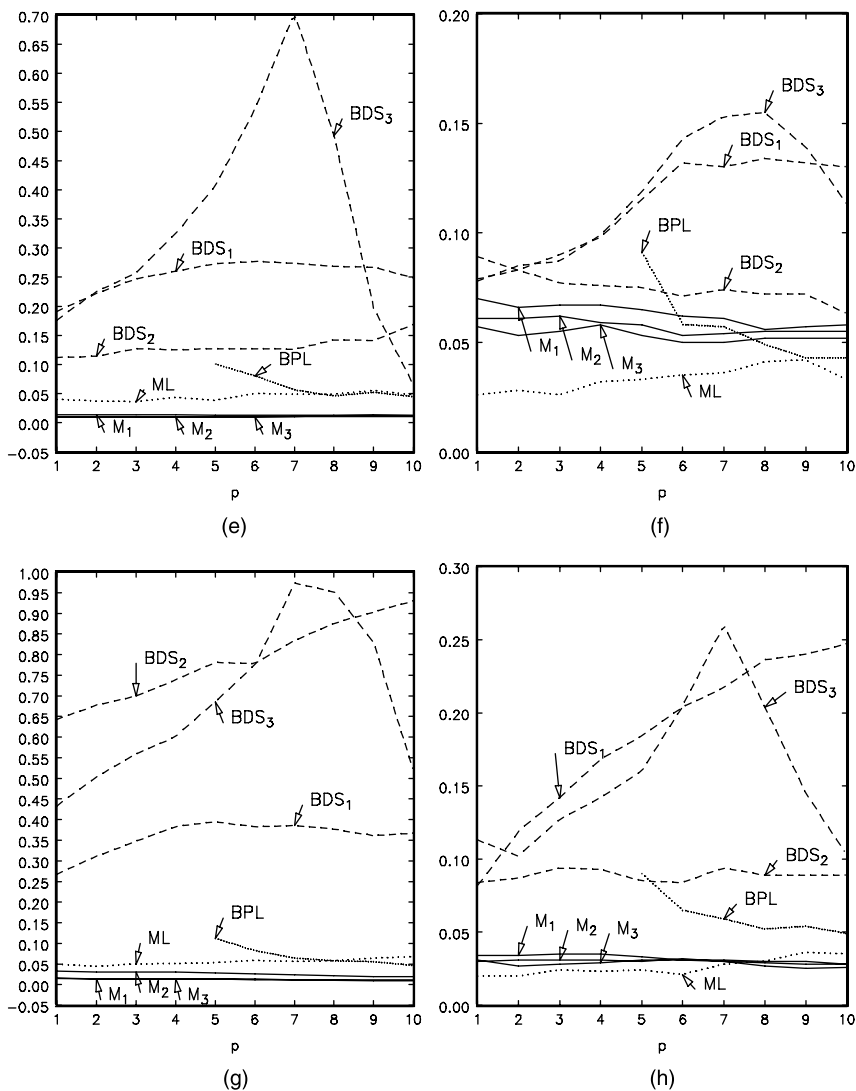 0.70
0.65
0.60
0.55
0.50
0.45
0.40
0.35
0.30
0.25
0.20
0.15
0.10
0.05
0.00
−0.05
BDS₃
BDS₁
BDS₂
BPL
ML
M₁
M₂
M₃
1 2 3 4 5 6 7 8 9 10
p
(e)
0.20
0.15
0.10
0.05
0.00
BDS₃
BDS₁
BPL
BDS₂
M₁
M₂
M₃
ML
1 2 3 4 5 6 7 8 9 10
p
(f)
1.00
0.95
0.90
0.85
0.80
0.75
0.70
0.65
0.60
0.55
0.50
0.45
0.40
0.35
0.30
0.25
0.20
0.15
0.10
0.05
0.00
−0.05
BDS₂
BDS₃
BDS₁
BPL
ML
M₁
M₂
M₃
1 2 3 4 5 6 7 8 9 10
p
(g)
0.30
0.25
0.20
0.15
0.10
0.05
0.00
BDS₁
BDS₃
BDS₂
BPL
M₁
M₂
M₃
ML
1 2 3 4 5 6 7 8 9 10
p
(h)